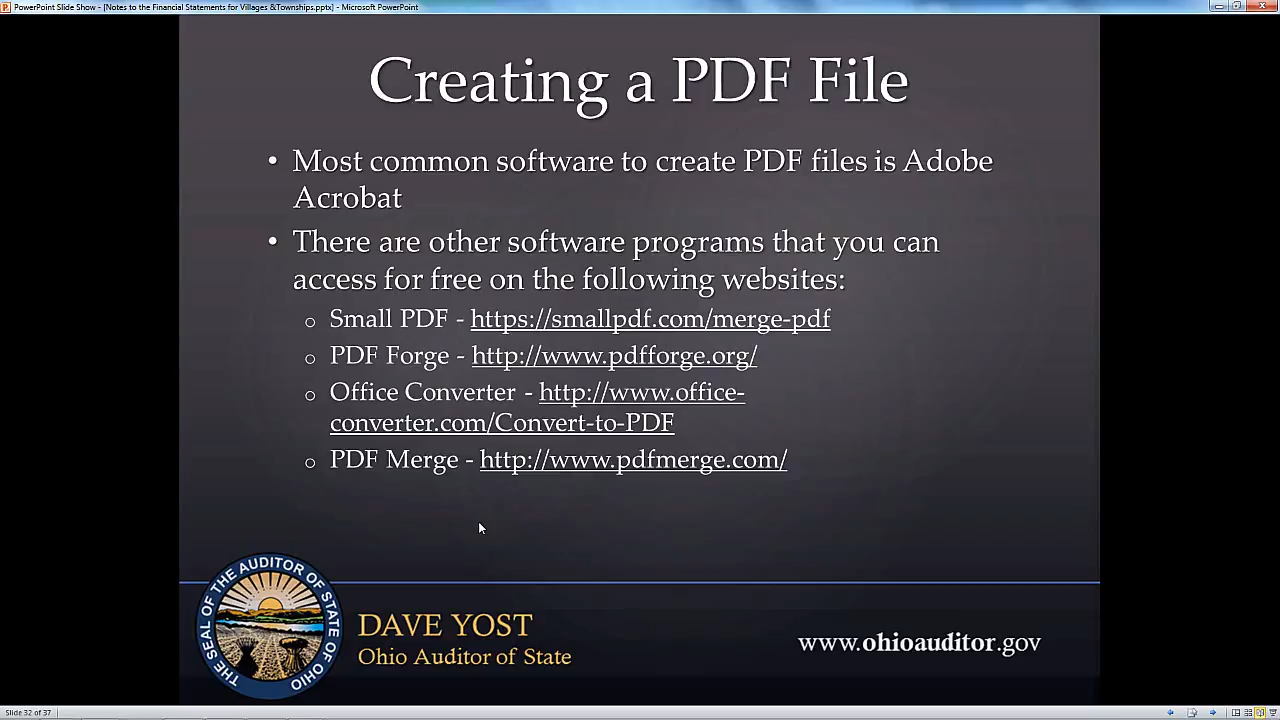 PowerPoint Slide Show - [Notes to the Financial Statements for Villages &Townships.pptx] - Microsoft PowerPoint
Creating a PDF File
• Most common software to create PDF files is Adobe
Acrobat
• There are other software programs that you can
access for free on the following websites:
o Small PDF - https://smallpdf.com/merge-pdf
o PDF Forge - http://www.pdfforge.org/
o Office Converter - http://www.office-
converter.com/Convert-to-PDF
o PDF Merge - http://www.pdfmerge.com/
THE SEAL OF THE AUDITOR OF STATE OF OHIO
DAVE YOST
Ohio Auditor of State
www.ohioauditor.gov
Slide 32 of 37